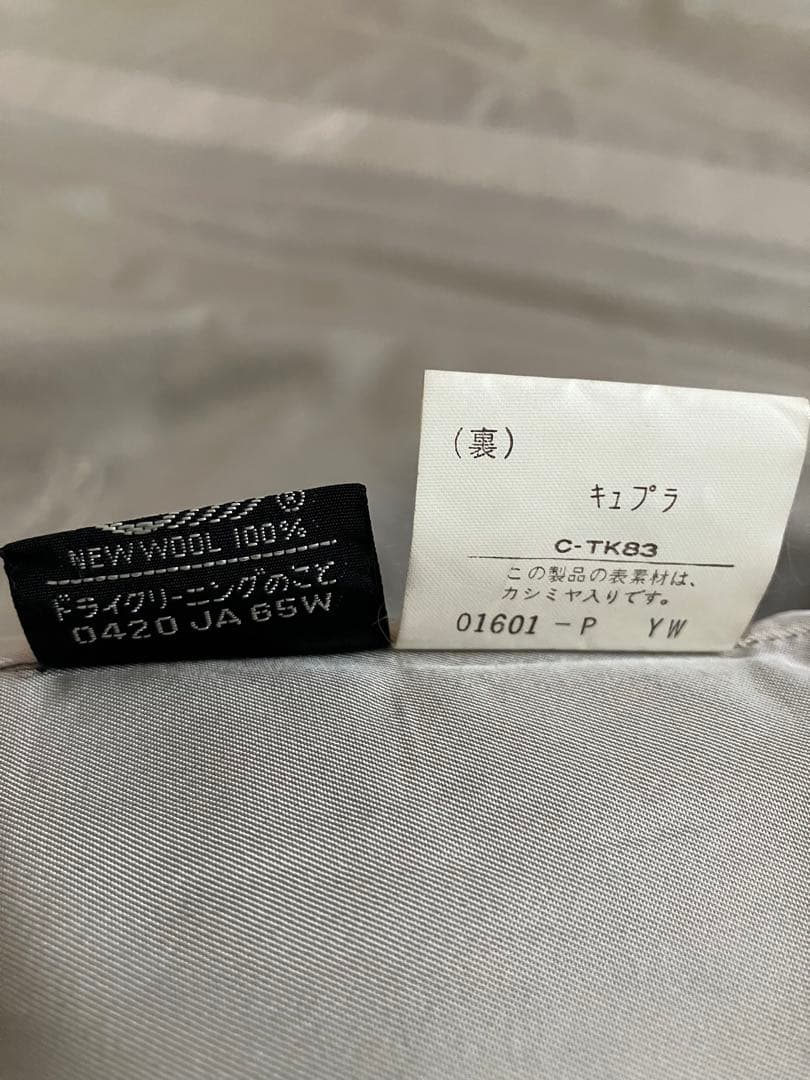 ®
NEW WOOL 100%
ドライクリーニングのこと
0420 JA 65W
(裏)
キュプラ
C-TK83
この製品の表素材は、
カシミヤ入りです。
01601 -P YW